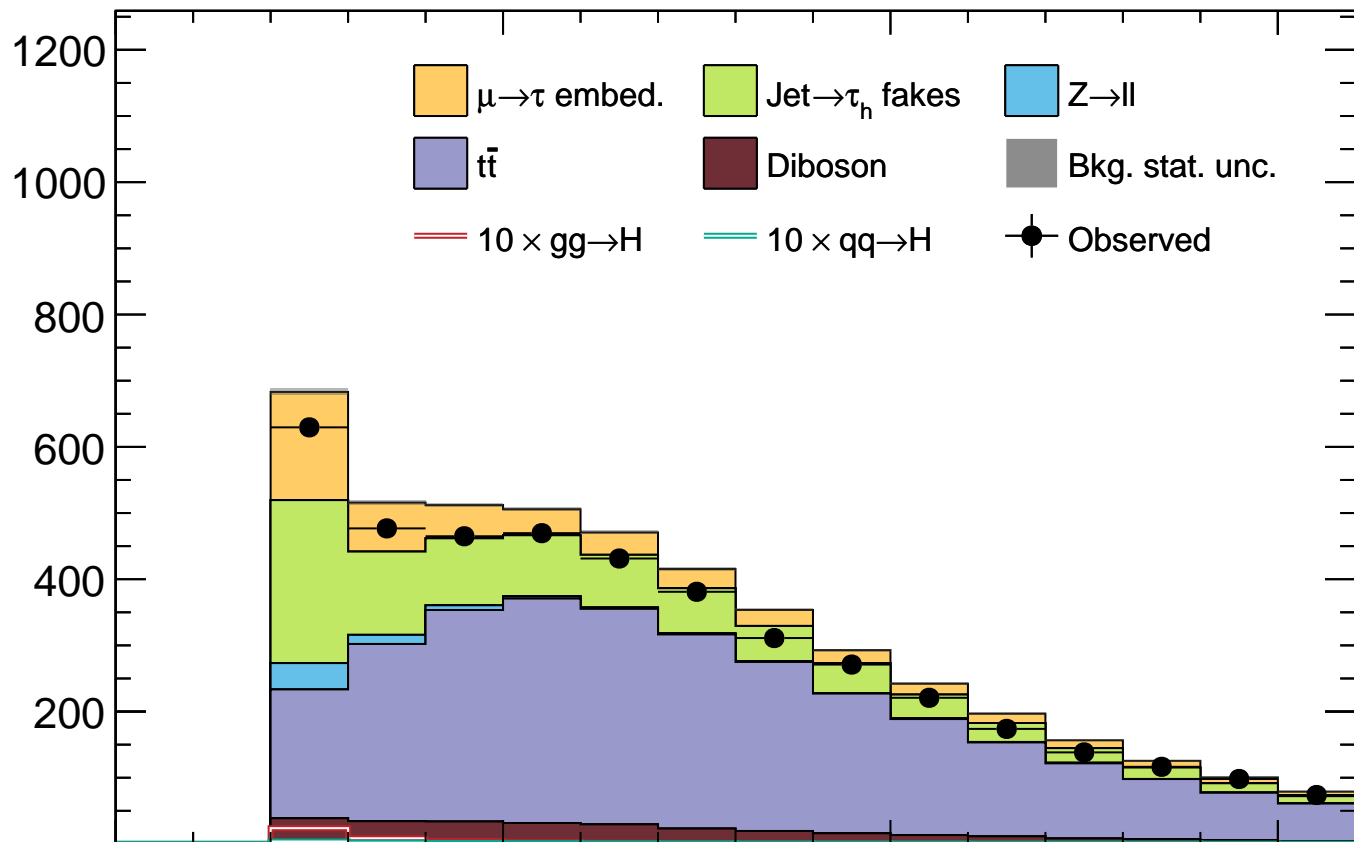 1200
μ→τ embed. Jet→τh fakes Z→ll
1000
tt̄ Diboson Bkg. stat. unc.
10 × gg→H 10 × qq→H Observed
800
600
400
200